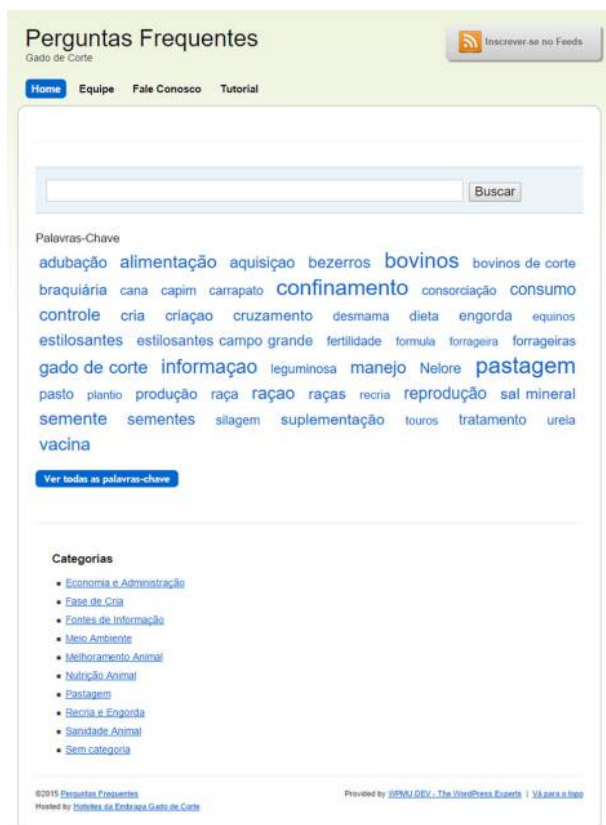 Perguntas Frequentes
Gado de Corte
Inscrever-se no Feeds
Home Equipe Fale Conosco Tutorial
Buscar
Palavras-Chave
adubação alimentação aquisiçao bezerros bovinos bovinos de corte
braquiária cana capim carrapato confinamento consorciação consumo
controle cria criaçao cruzamento desmama dieta engorda equinos
estilosantes estilosantes campo grande fertilidade formula forrageira forrageiras
gado de corte informaçao leguminosa manejo Nelore pastagem
pasto plantio produção raça raçao raças recria reprodução sal mineral
semente sementes silagem suplementação touros tratamento ureia
vacina
Ver todas as palavras-chave
Categorias
Economia e Administração
Fase de Cria
Fontes de Informação
Meio Ambiente
Melhoramento Animal
Nutrição Animal
Pastagem
Recria e Engorda
Sanidade Animal
Sem categoria
©2015 Perguntas Frequentes Provided by WPMU DEV - The WordPress Experts | Vá para o topo
Hosted by Hotsites da Embrapa Gado de Corte